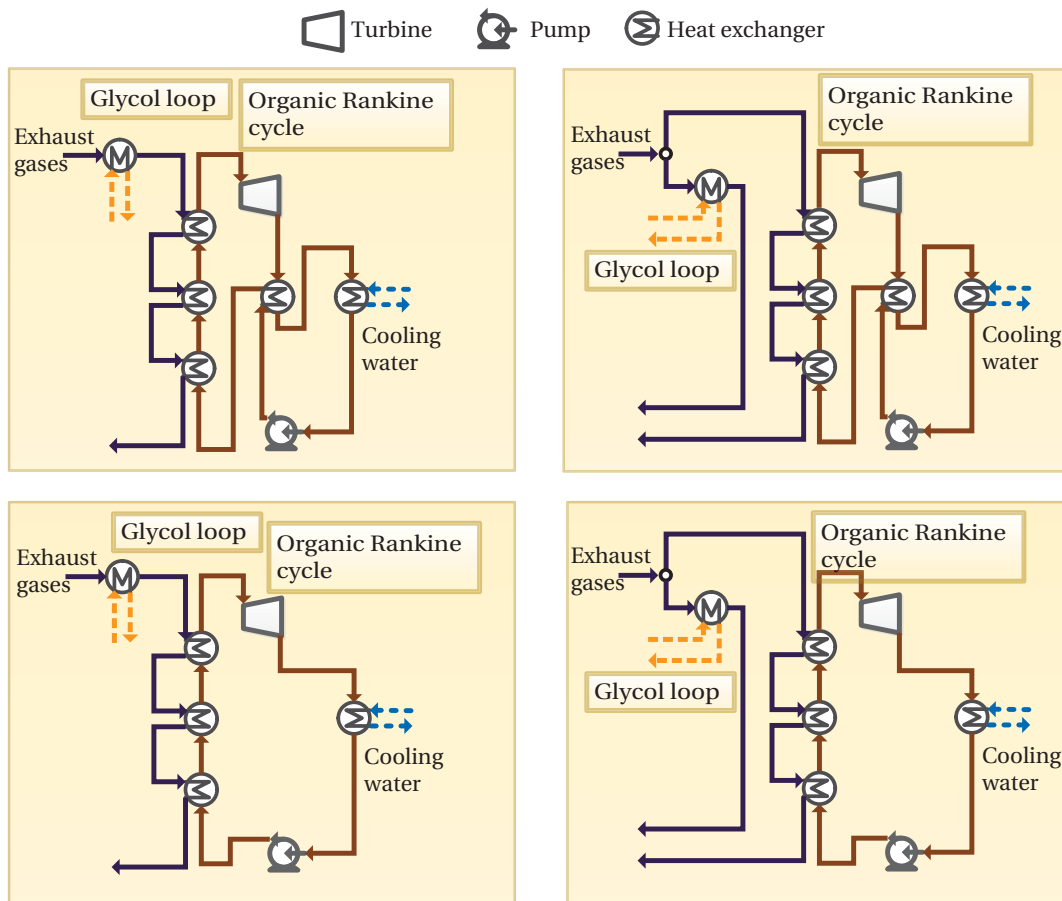 Turbine
Pump
Heat exchanger
Glycol loop
Organic Rankine
cycle
Exhaust
gases
Cooling
water
Organic Rankine
cycle
Exhaust
gases
Glycol loop
Cooling
water
Glycol loop
Organic Rankine
cycle
Exhaust
gases
Cooling
water
Organic Rankine
cycle
Exhaust
gases
Glycol loop
Cooling
water